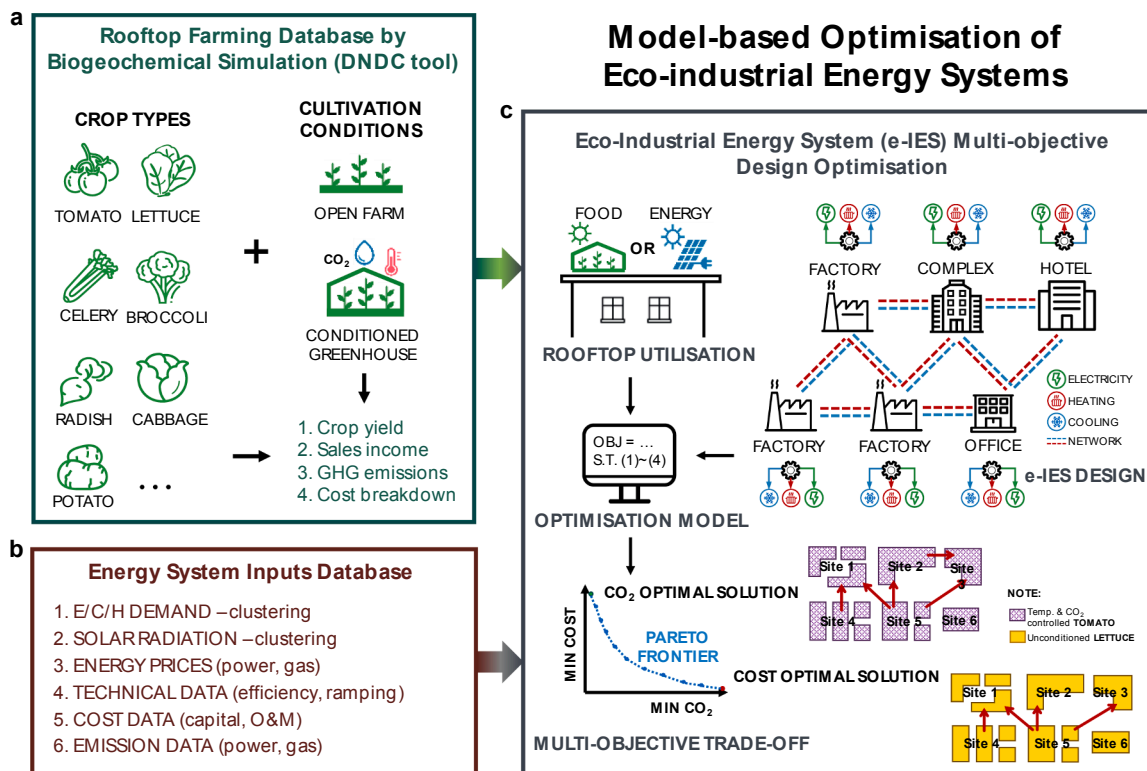 a
Rooftop Farming Database by
Biogeochemical Simulation (DNDC tool)
CROP TYPES
CULTIVATION
CONDITIONS
TOMATO
LETTUCE
CELERY
BROCCOLI
RADISH
CABBAGE
POTATO
...
+
OPEN FARM
CO₂
CONDITIONED
GREENHOUSE
1. Crop yield
2. Sales income
3. GHG emissions
4. Cost breakdown
b
Energy System Inputs Database
1. E/C/H DEMAND – clustering
2. SOLAR RADIATION – clustering
3. ENERGY PRICES (power, gas)
4. TECHNICAL DATA (efficiency, ramping)
5. COST DATA (capital, O&M)
6. EMISSION DATA (power, gas)
Model-based Optimisation of
Eco-industrial Energy Systems
c
Eco-Industrial Energy System (e-IES) Multi-objective
Design Optimisation
FOOD
OR
ENERGY
ROOFTOP UTILISATION
FACTORY
COMPLEX
HOTEL
FACTORY
FACTORY
OFFICE
ELECTRICITY
HEATING
COOLING
NETWORK
e-IES DESIGN
OBJ = ...
S.T. (1)~(4)
OPTIMISATION MODEL
CO₂ OPTIMAL SOLUTION
MIN COST
PARETO
FRONTIER
MIN CO₂
COST OPTIMAL SOLUTION
MULTI-OBJECTIVE TRADE-OFF
Site 1
Site 2
Site
3
Site 4
Site 5
Site 6
NOTE:
Temp. & CO₂
controlled TOMATO
Unconditioned LETTUCE
Site 1
Site 2
Site 3
Site 4
Site 5
Site 6